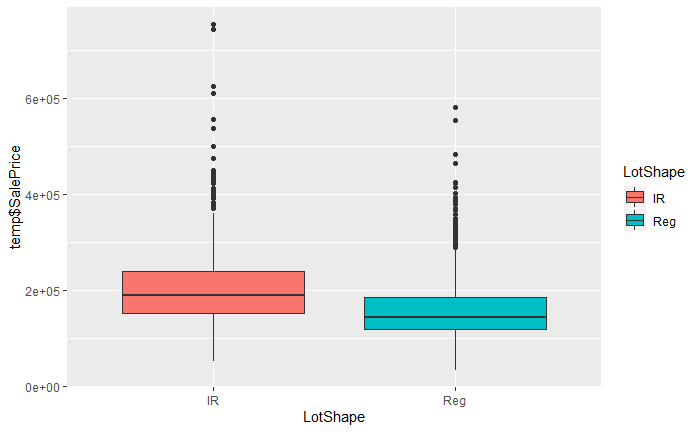 6e+05
4e+05
2e+05
0e+00
temp$SalePrice
IR
Reg
LotShape
LotShape
IR
Reg